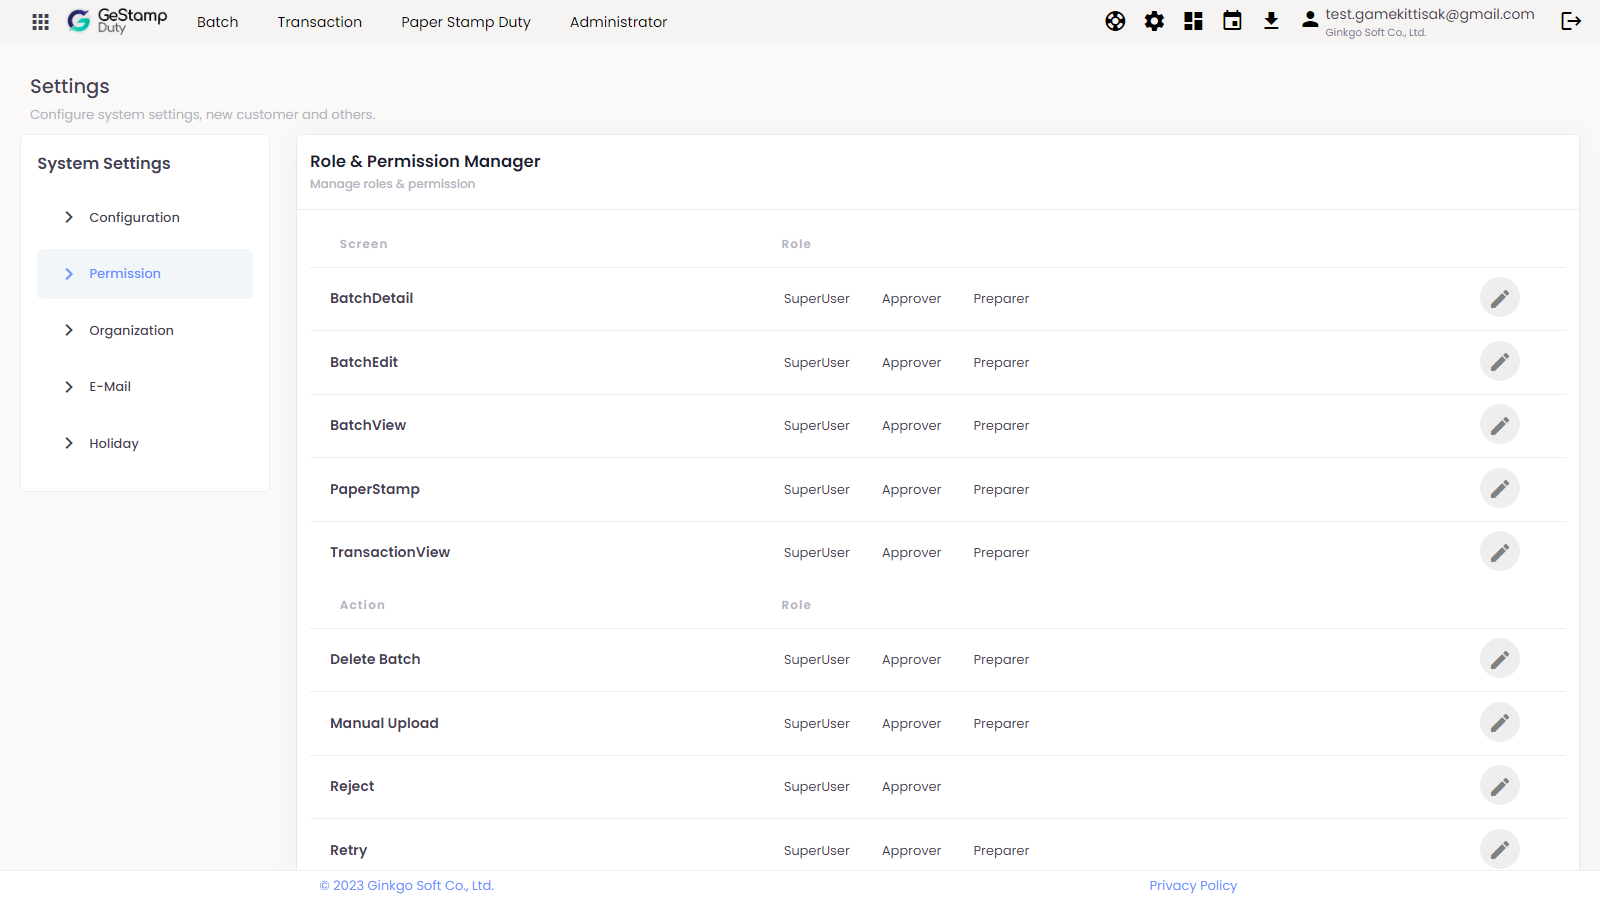 GeStamp
Duty
Batch
Transaction
Paper Stamp Duty
Administrator
test.gamekittisak@gmail.com
Ginkgo Soft Co., Ltd.
Settings
Configure system settings, new customer and others.
System Settings
Configuration
Permission
Organization
E-Mail
Holiday
Role & Permission Manager
Manage roles & permission
Screen Role
BatchDetail SuperUser Approver Preparer
BatchEdit SuperUser Approver Preparer
BatchView SuperUser Approver Preparer
PaperStamp SuperUser Approver Preparer
TransactionView SuperUser Approver Preparer
Action Role
Delete Batch SuperUser Approver Preparer
Manual Upload SuperUser Approver Preparer
Reject SuperUser Approver
Retry SuperUser Approver Preparer
© 2023 Ginkgo Soft Co., Ltd. Privacy Policy